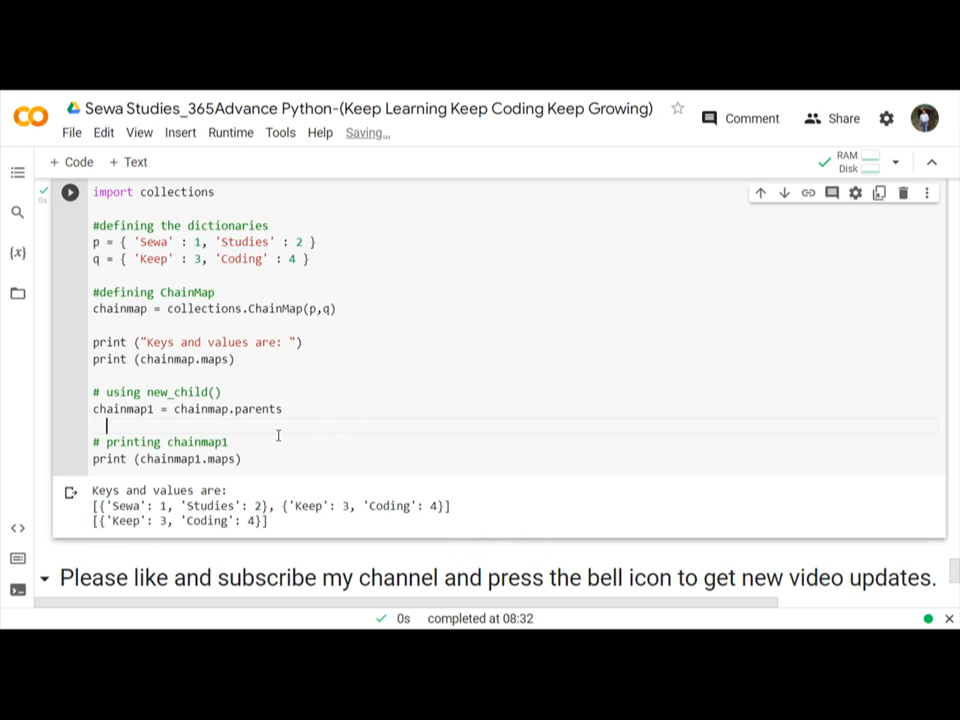 Sewa Studies_365Advance Python-(Keep Learning Keep Coding Keep Growing)
Comment
Share
File Edit View Insert Runtime Tools Help Saving...
+ Code + Text
RAM
Disk
0s
import collections
#defining the dictionaries
p = { 'Sewa' : 1, 'Studies' : 2 }
q = { 'Keep' : 3, 'Coding' : 4 }
#defining ChainMap
chainmap = collections.ChainMap(p,q)
print ("Keys and values are: ")
print (chainmap.maps)
# using new_child()
chainmap1 = chainmap.parents
# printing chainmap1
print (chainmap1.maps)
Keys and values are:
[{'Sewa': 1, 'Studies': 2}, {'Keep': 3, 'Coding': 4}]
[{'Keep': 3, 'Coding': 4}]
Please like and subscribe my channel and press the bell icon to get new video updates.
0s completed at 08:32